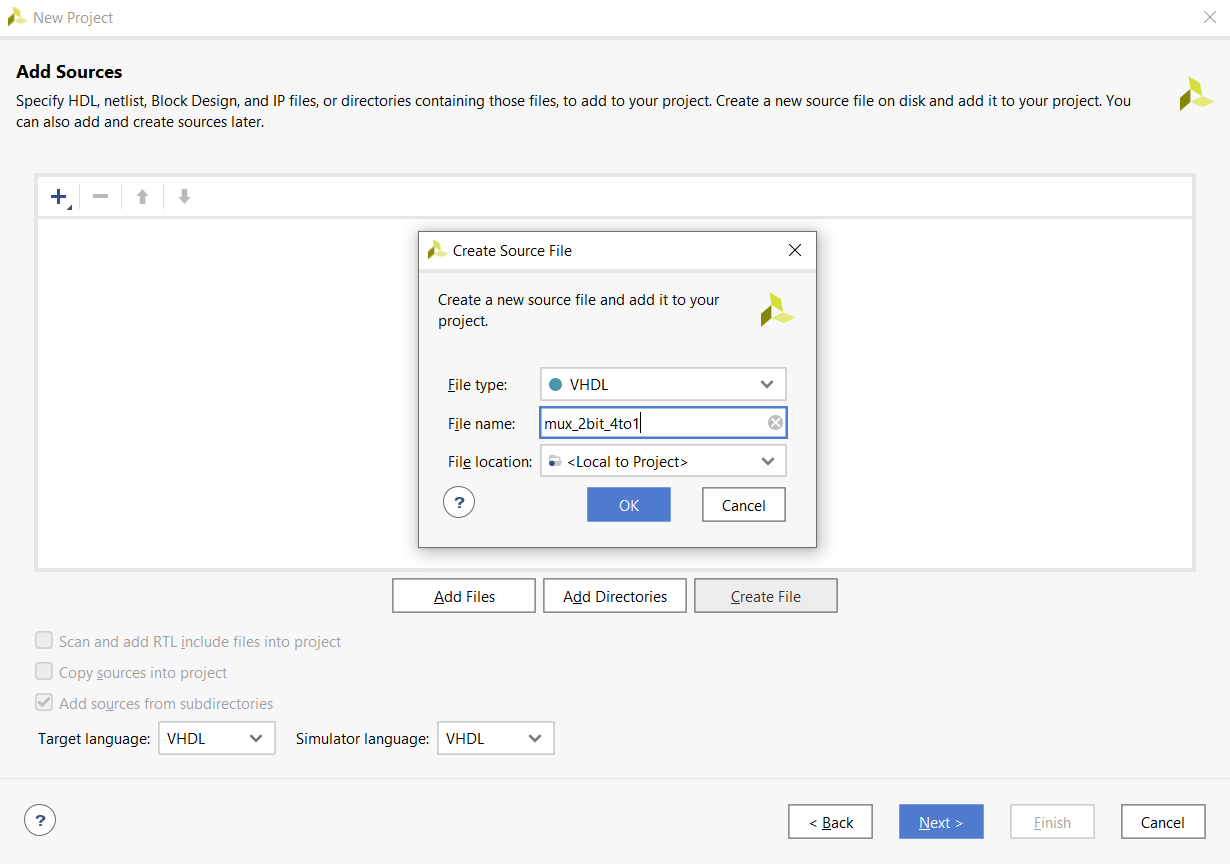 New Project
Add Sources
Specify HDL, netlist, Block Design, and IP files, or directories containing those files, to add to your project. Create a new source file on disk and add it to your project. You
can also add and create sources later.
Create Source File
Create a new source file and add it to your
project.
File type:
VHDL
File name:
mux_2bit_4to1
File location:
<Local to Project>
?
OK
Cancel
Add Files
Add Directories
Create File
Scan and add RTL include files into project
Copy sources into project
Add sources from subdirectories
Target language:
VHDL
Simulator language:
VHDL
?
< Back
Next >
Finish
Cancel